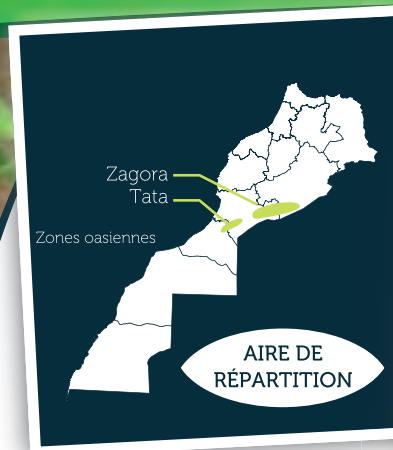 Zagora
Tata
Zones oasiennes
AIRE DE
RÉPARTITION